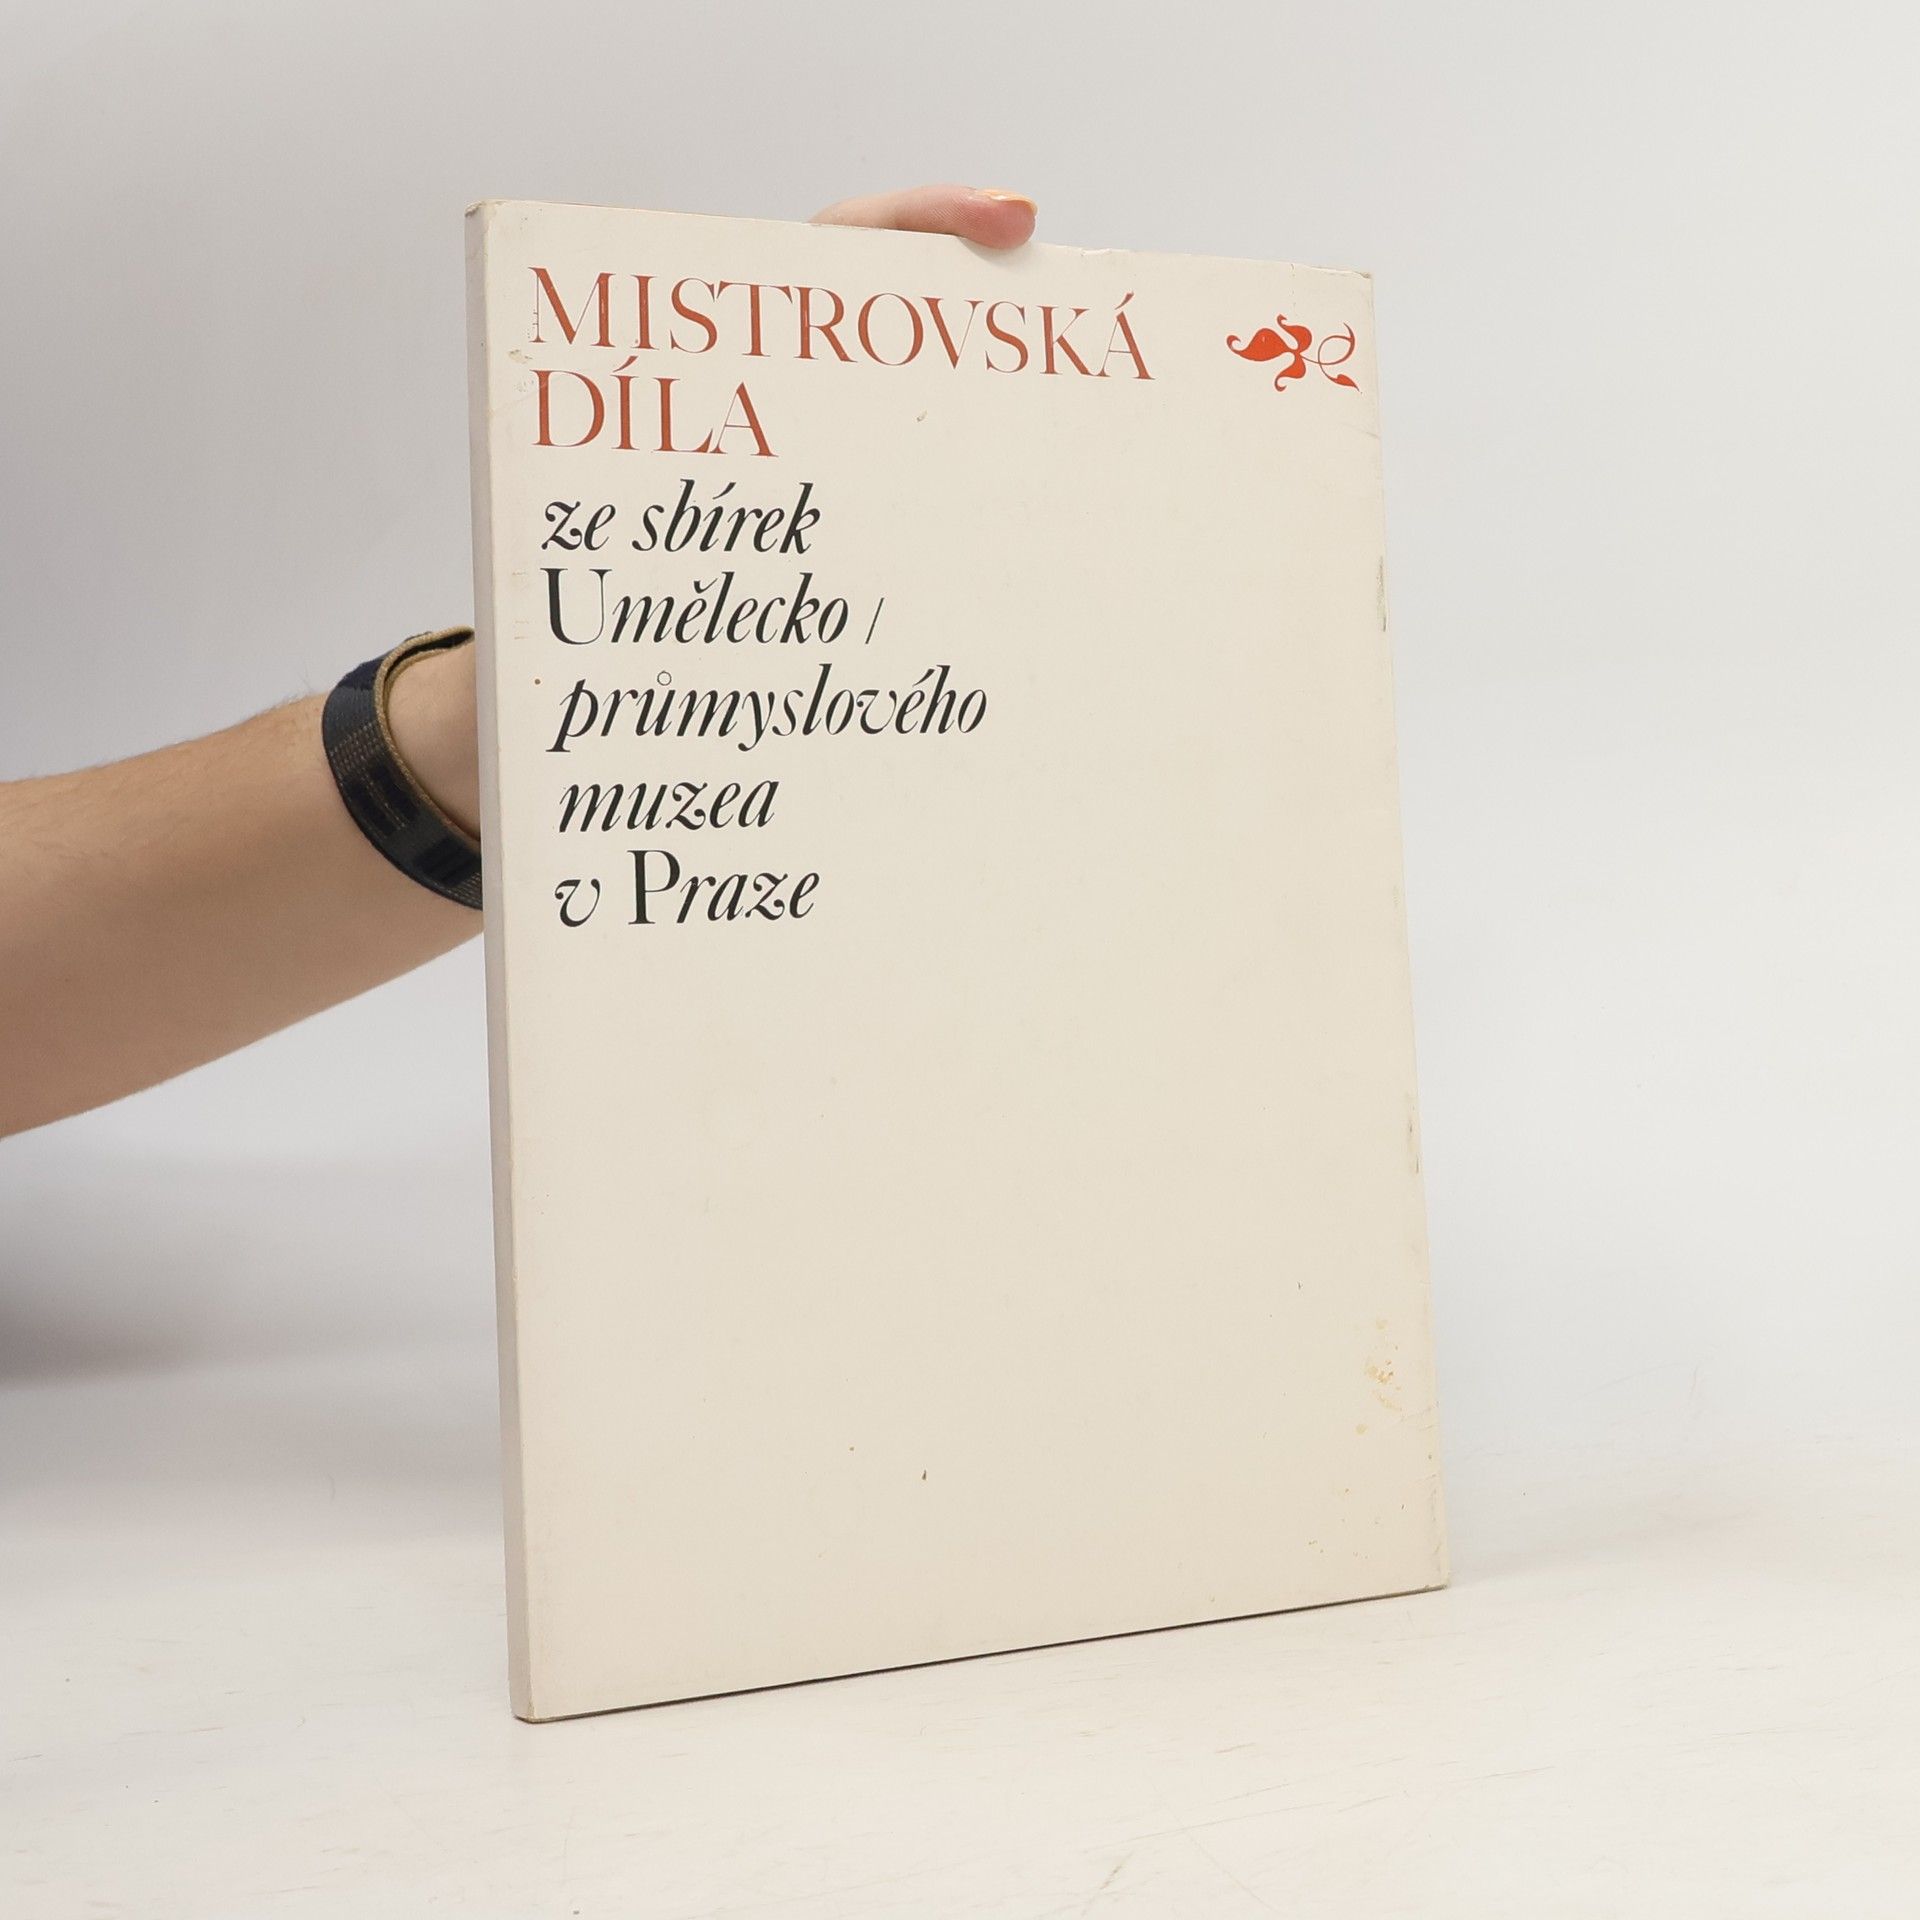 MISTROVSKÁ
DÍLA
ze sbírek
Umělecko /
průmyslového
muzea
v Praze